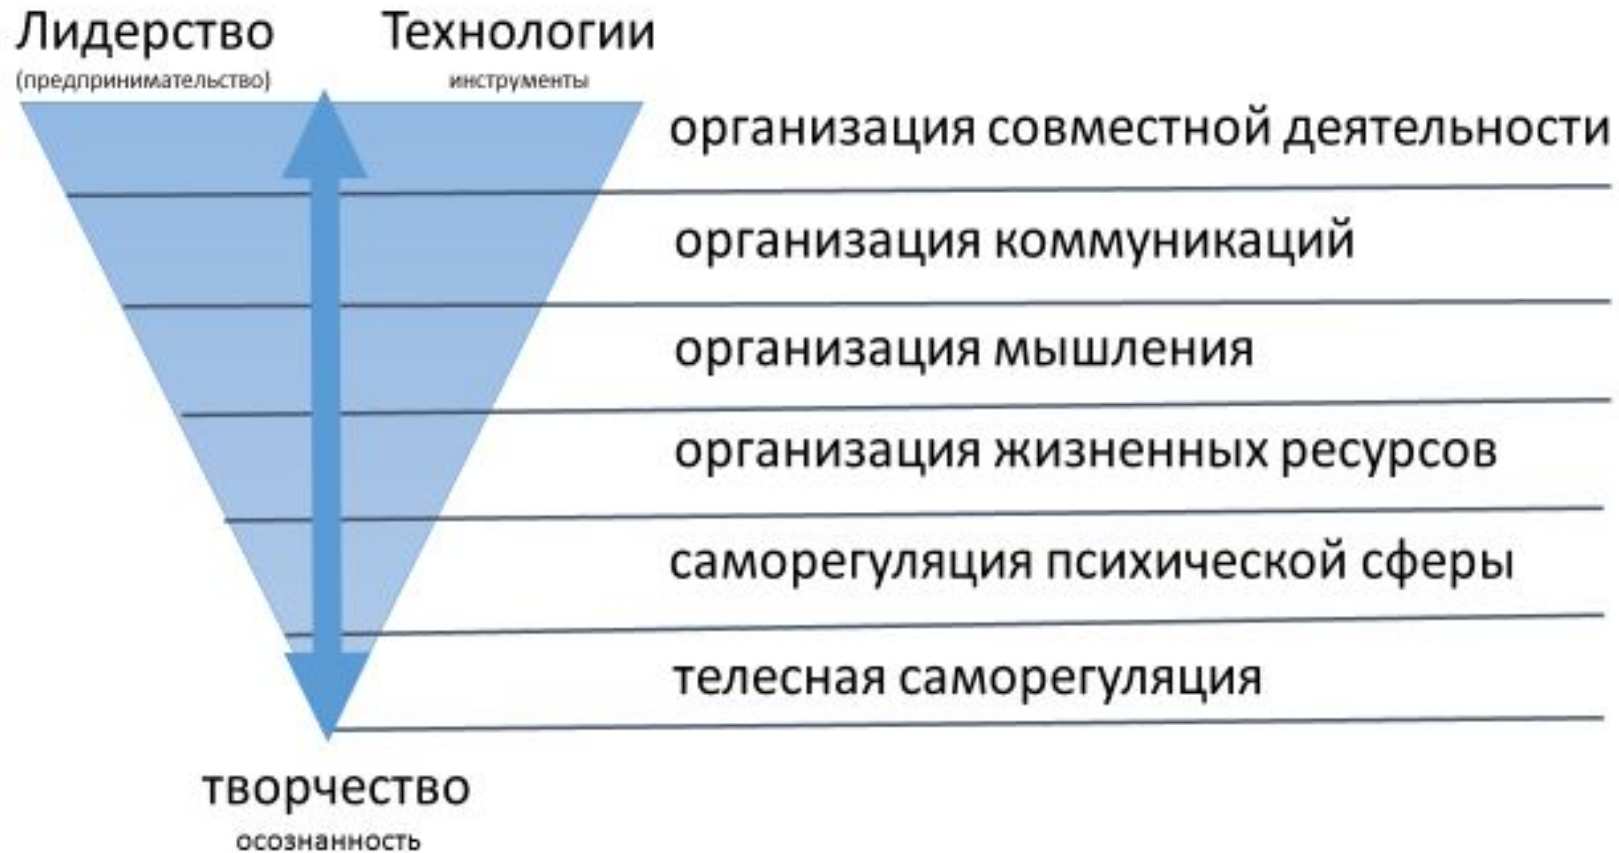 Лидерство Технологии
(предпринимательство) инструменты
организация совместной деятельности
организация коммуникаций
организация мышления
организация жизненных ресурсов
саморегуляция психической сферы
телесная саморегуляция
творчество
осознанность